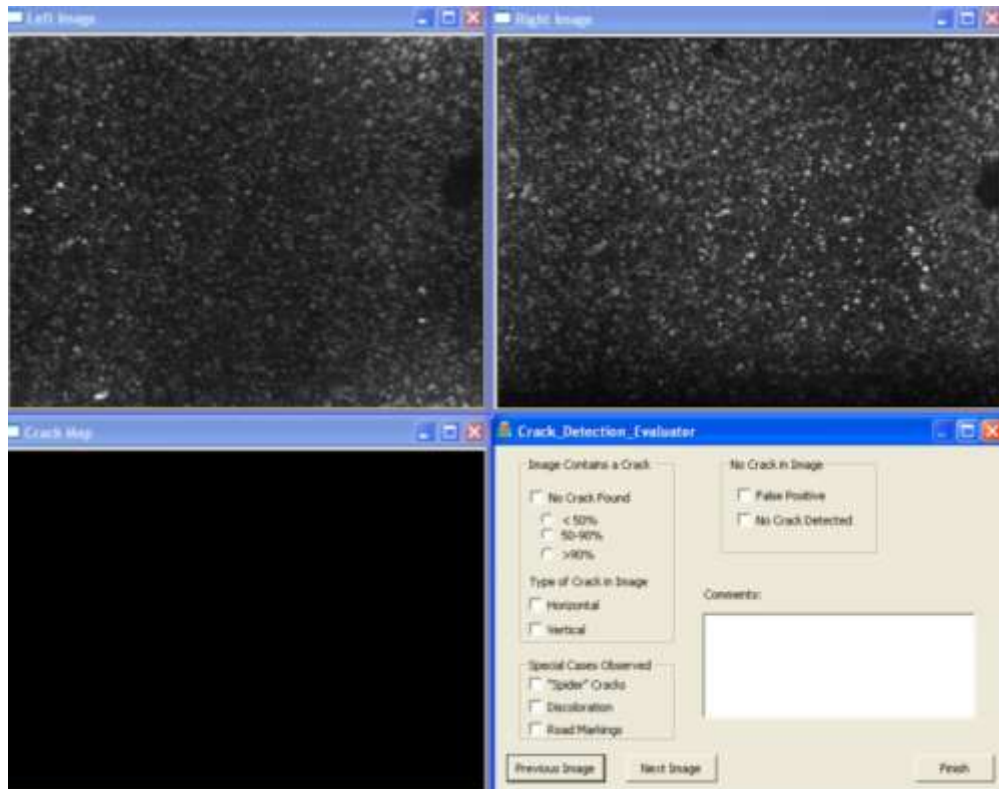 Left Image
Right Image
Crack Map
Crack_Detection_Evaluator
Image Contains a Crack
No Crack Found
< 50%
50-90%
>90%
Type of Crack in Image
Horizontal
Vertical
Special Cases Observed
"Spider" Cracks
Discoloration
Road Markings
No Crack in Image
False Positive
No Crack Detected
Comments:
Previous Image
Next Image
Finish